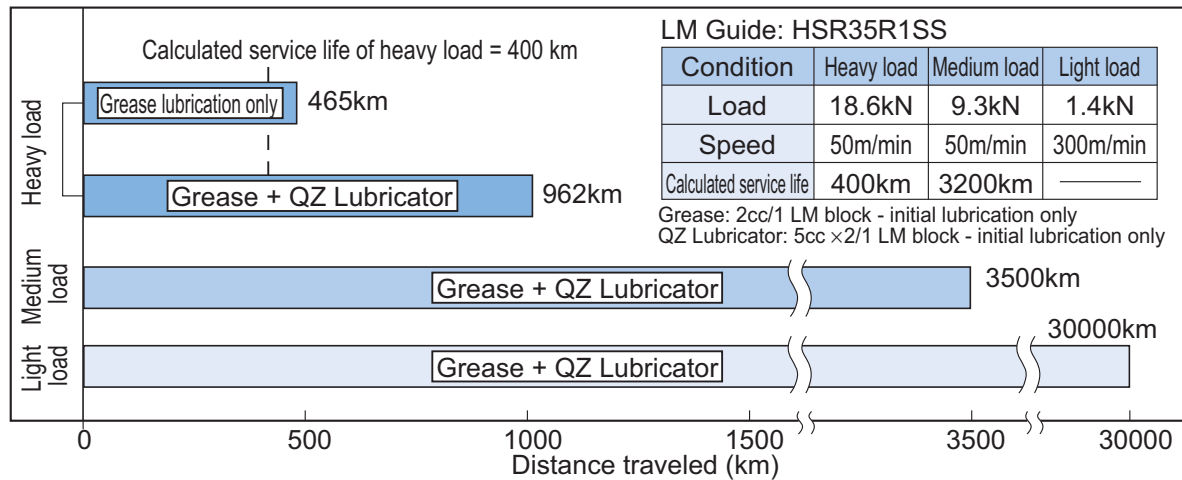 Calculated service life of heavy load = 400 km
Heavy load
Grease lubrication only
465km
Grease + QZ Lubricator
962km
LM Guide: HSR35R1SS
Condition Heavy load Medium load Light load
Load 18.6kN 9.3kN 1.4kN
Speed 50m/min 50m/min 300m/min
Calculated service life 400km 3200km ———
Grease: 2cc/1 LM block - initial lubrication only
QZ Lubricator: 5cc ×2/1 LM block - initial lubrication only
Medium
load
Grease + QZ Lubricator
3500km
Light
load
Grease + QZ Lubricator
30000km
0 500 1000 1500 3500 30000
Distance traveled (km)